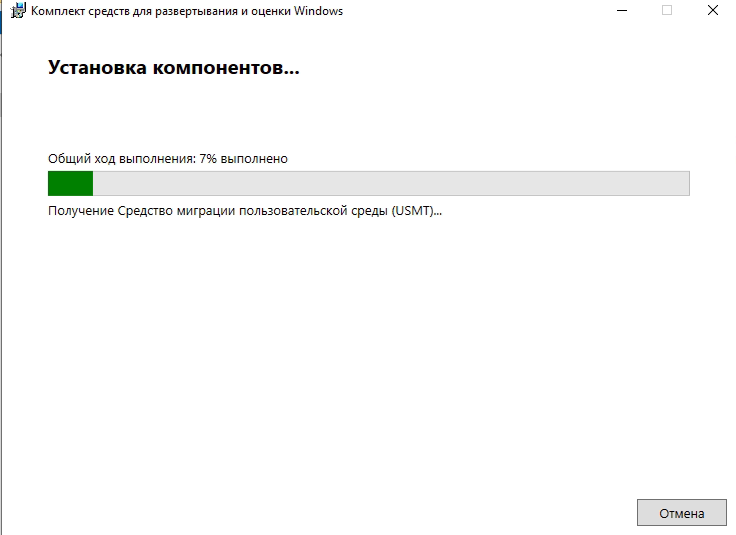 Комплект средств для развертывания и оценки Windows
Установка компонентов...
Общий ход выполнения: 7% выполнено
Получение Средство миграции пользовательской среды (USMT)...
Отмена